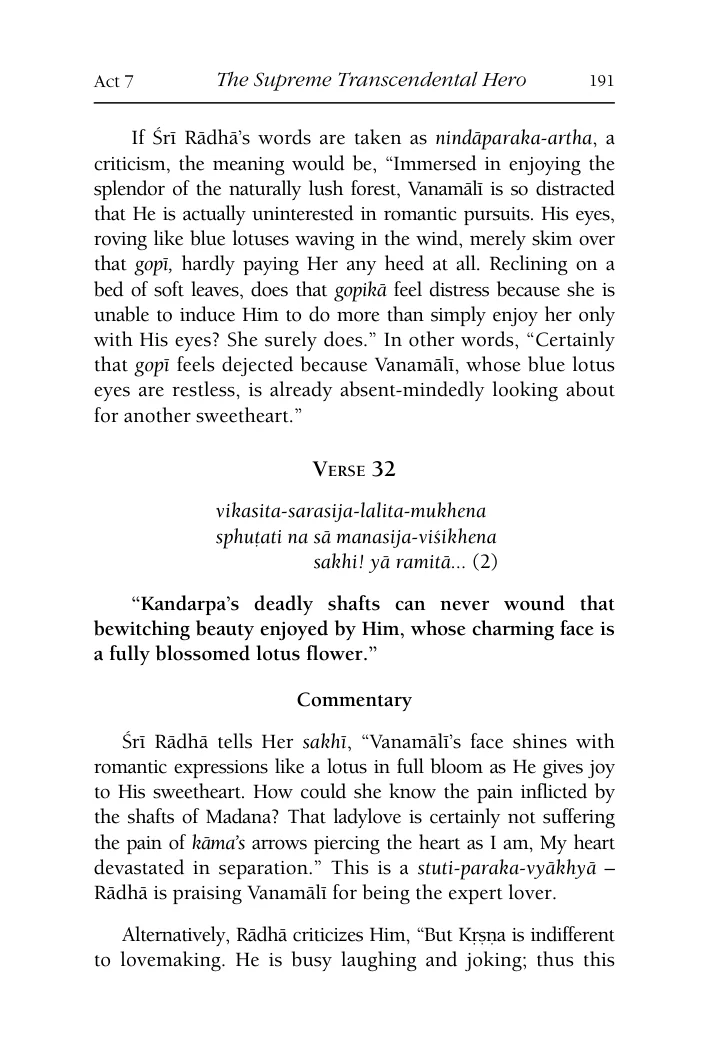 Act 7 The Supreme Transcendental Hero 191
If Śrī Rādhā’s words are taken as nindāparaka-artha, a
criticism, the meaning would be, “Immersed in enjoying the
splendor of the naturally lush forest, Vanamālī is so distracted
that He is actually uninterested in romantic pursuits. His eyes,
roving like blue lotuses waving in the wind, merely skim over
that gopī, hardly paying Her any heed at all. Reclining on a
bed of soft leaves, does that gopikā feel distress because she is
unable to induce Him to do more than simply enjoy her only
with His eyes? She surely does.” In other words, “Certainly
that gopī feels dejected because Vanamālī, whose blue lotus
eyes are restless, is already absent-mindedly looking about
for another sweetheart.”
Verse 32
vikasita-sarasija-lalita-mukhena
sphuṭati na sā manasija-viśikhena
sakhi! yā ramitā... (2)
“Kandarpa’s deadly shafts can never wound that
bewitching beauty enjoyed by Him, whose charming face is
a fully blossomed lotus flower.”
Commentary
Śrī Rādhā tells Her sakhī, “Vanamālī’s face shines with
romantic expressions like a lotus in full bloom as He gives joy
to His sweetheart. How could she know the pain inflicted by
the shafts of Madana? That ladylove is certainly not suffering
the pain of kāma’s arrows piercing the heart as I am, My heart
devastated in separation.” This is a stuti-paraka-vyākhyā –
Rādhā is praising Vanamālī for being the expert lover.
Alternatively, Rādhā criticizes Him, “But Kṛṣṇa is indifferent
to lovemaking. He is busy laughing and joking; thus this